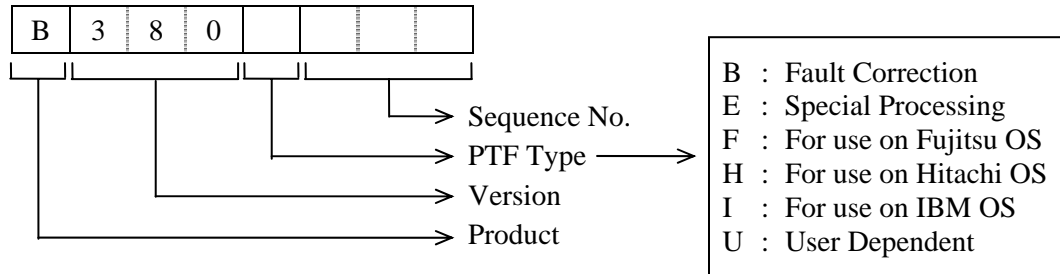 B 3 8 0
Sequence No.
PTF Type
Version
Product
B : Fault Correction
E : Special Processing
F : For use on Fujitsu OS
H : For use on Hitachi OS
I : For use on IBM OS
U : User Dependent